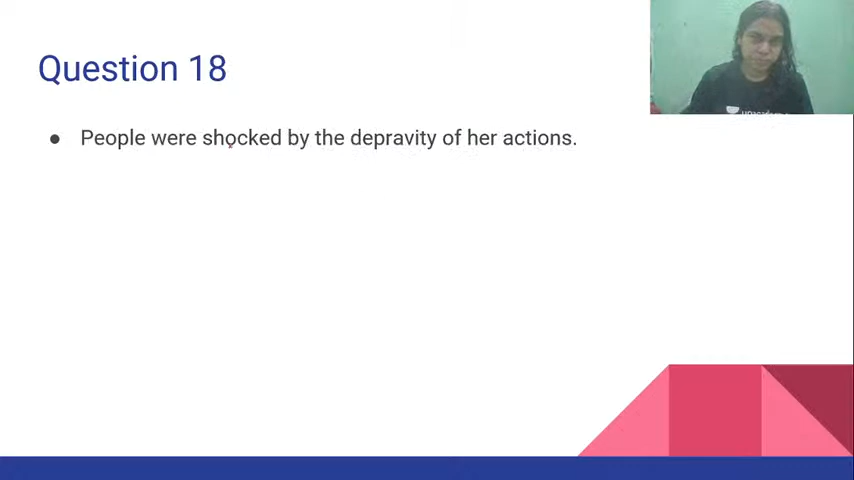 Question 18
● People were shocked by the depravity of her actions.